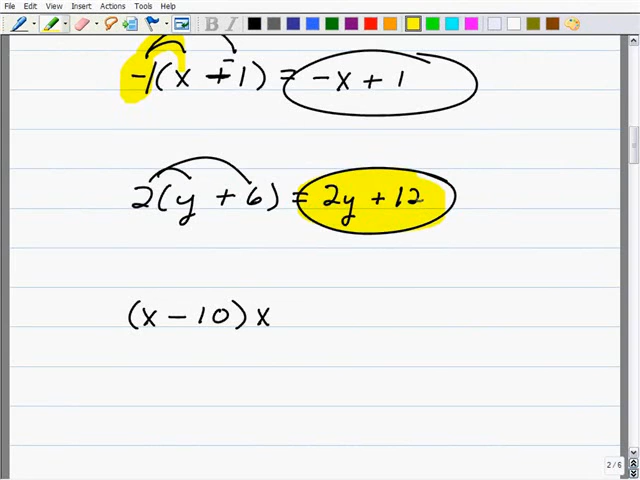 File Edit View Insert Actions Tools Help
-1(x - 1) = -x + 1
2(y + 6) = 2y + 12
(x - 10)x
2/6